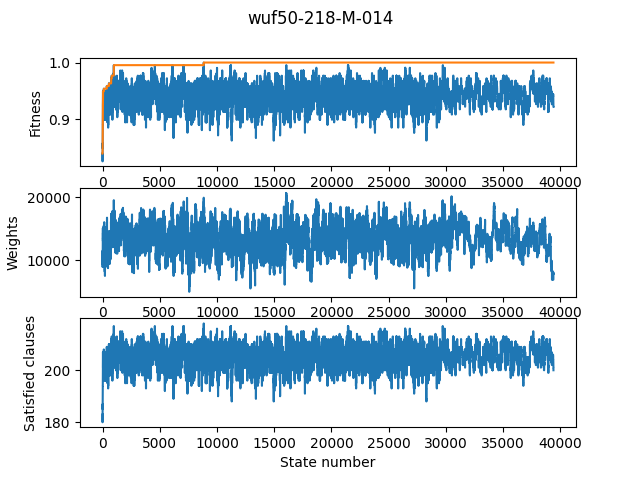 wuf50-218-M-014
1.0
0.9
Fitness
0 5000 10000 15000 20000 25000 30000 35000 40000
20000
10000
Weights
0 5000 10000 15000 20000 25000 30000 35000 40000
200
180
Satisfied clauses
0 5000 10000 15000 20000 25000 30000 35000 40000
State number